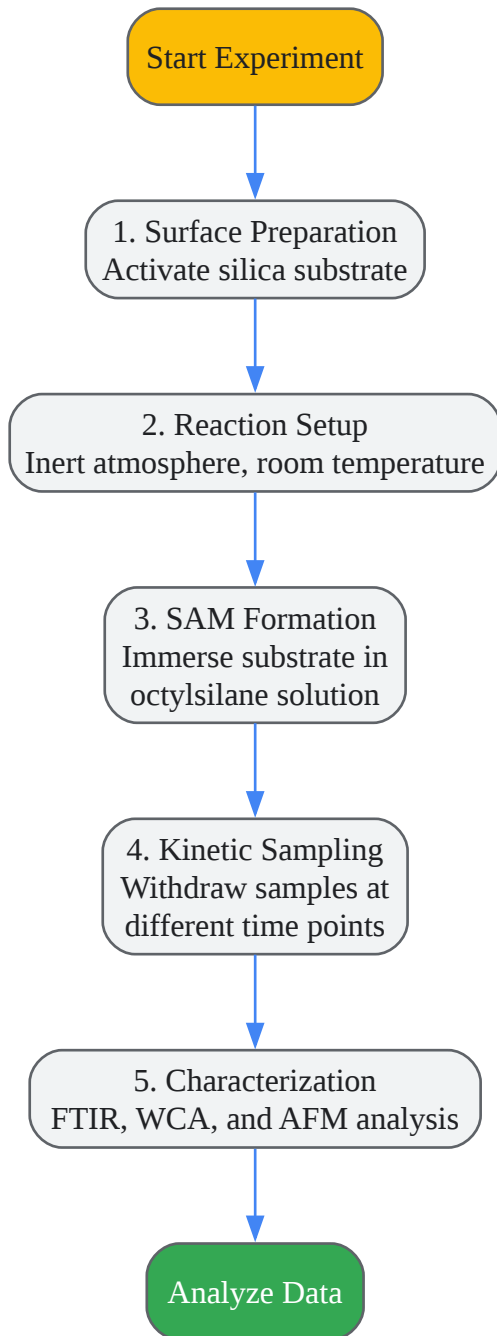 Start Experiment
1. Surface Preparation
Activate silica substrate
2. Reaction Setup
Inert atmosphere, room temperature
3. SAM Formation
Immerse substrate in
octylsilane solution
4. Kinetic Sampling
Withdraw samples at
different time points
5. Characterization
FTIR, WCA, and AFM analysis
Analyze Data